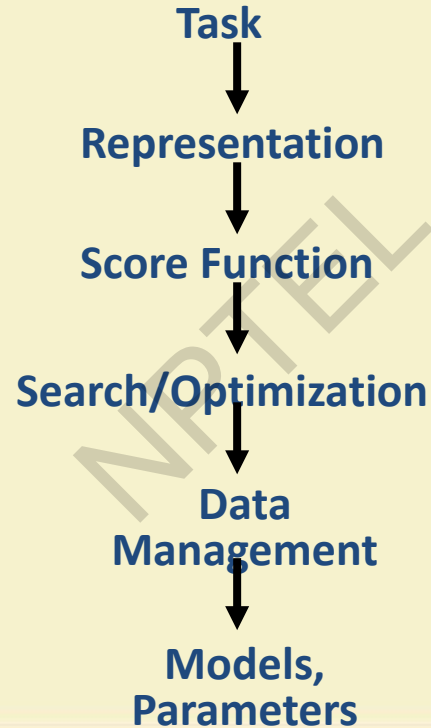 Task
Representation
Score Function
Search/Optimization
Data
Management
Models,
Parameters
NPTEL